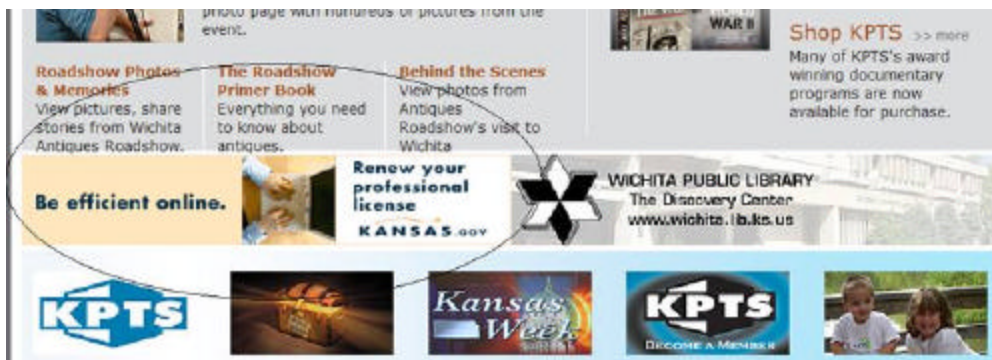 photo page with hundreds of pictures from the
event.
WORLD
WAR II
Shop KPTS >> more
Many of KPTS's award
winning documentary
programs are now
available for purchase.
Roadshow Photos
& Memories
View pictures, share
stories from Wichita
Antiques Roadshow.
The Roadshow
Primer Book
Everything you need
to know about
antiques.
Behind the Scenes
View photos from
Antiques
Roadshow's visit to
Wichita
Be efficient online.
Renew your
professional
license
KANSAS.gov
WICHITA PUBLIC LIBRARY
The Discovery Center
www.wichita.lib.ks.us
KPTS
Kansas
Week
KPTS
BECOME A MEMBER